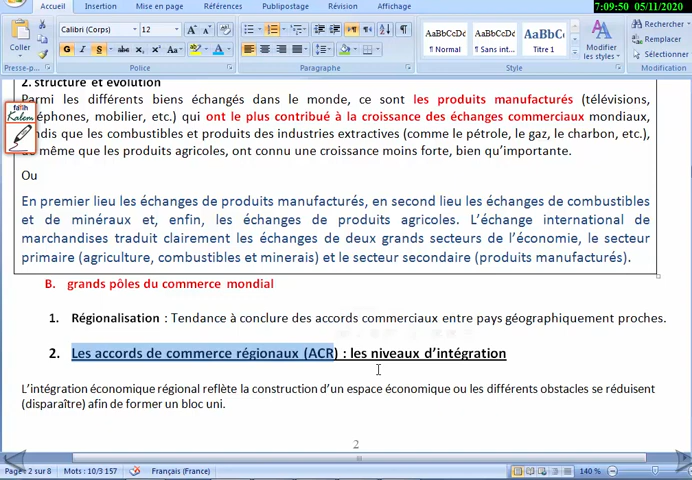 7:09:50 05/11/2020
Accueil Insertion Mise en page Références Publipostage Révision Affichage
Calibri (Corps) 12
Coller
G I S
Presse-p... Police Paragraphe Style Modification
AaBbCcDc AaBbCcDc AaBbC
¶ Normal ¶ Sans int... Titre 1
Modifier les styles
Rechercher
Remplacer
Sélectionner
2. structure et évolution
Parmi les différents biens échangés dans le monde, ce sont les produits manufacturés (télévisions,
éléphones, mobilier, etc.) qui ont le plus contribué à la croissance des échanges commerciaux mondiaux,
ndis que les combustibles et produits des industries extractives (comme le pétrole, le gaz, le charbon, etc.),
de même que les produits agricoles, ont connu une croissance moins forte, bien qu’importante.
Ou
En premier lieu les échanges de produits manufacturés, en second lieu les échanges de combustibles
et de minéraux et, enfin, les échanges de produits agricoles. L’échange international de
marchandises traduit clairement les échanges de deux grands secteurs de l’économie, le secteur
primaire (agriculture, combustibles et minerais) et le secteur secondaire (produits manufacturés).
B. grands pôles du commerce mondial
1. Régionalisation : Tendance à conclure des accords commerciaux entre pays géographiquement proches.
2. Les accords de commerce régionaux (ACR) : les niveaux d’intégration
L’intégration économique régional reflète la construction d’un espace économique ou les différents obstacles se réduisent
(disparaître) afin de former un bloc uni.
2
Page : 2 sur 8 Mots : 10/3 157 Français (France) 140 %